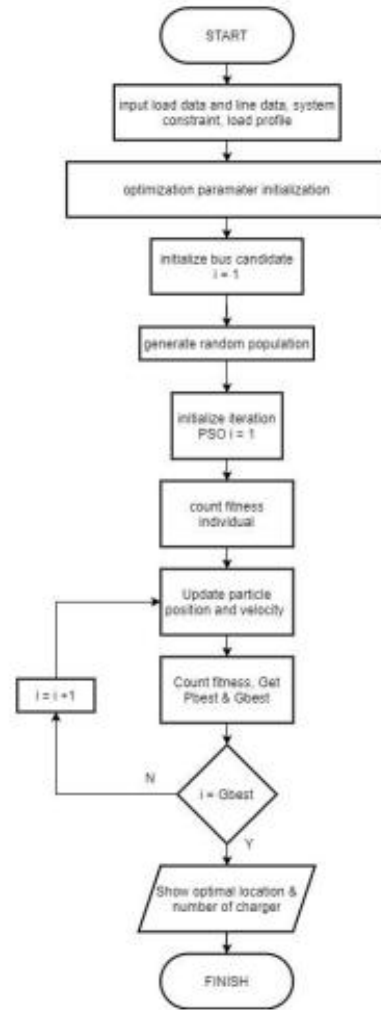 START
input load data and line data, system
constraint, load profile
optimization paramater initialization
initialize bus candidate
i = 1
generate random population
initialize iteration
PSO i = 1
count fitness
individual
Update particle
position and velocity
Count fitness, Get
Pbest & Gbest
i = i +1
N
i = Gbest
Y
Show optimal location &
number of charger
FINISH